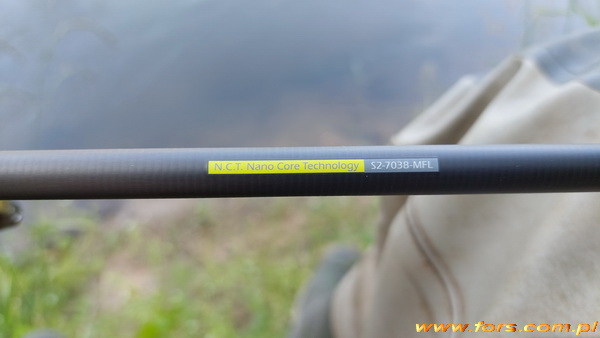 N.C.T. Nano Core Technology S2-703B-MFL
www.fors.com.pl